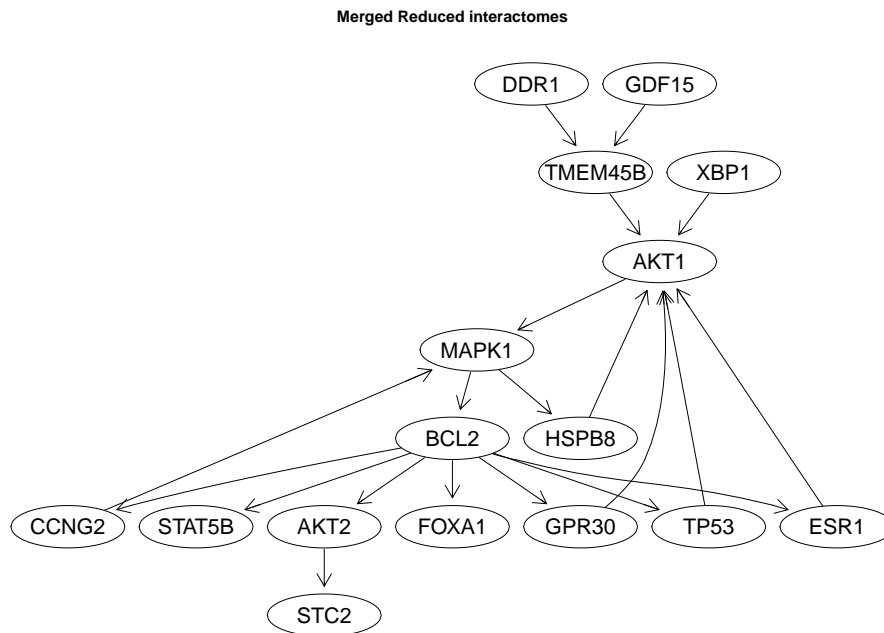 Merged Reduced interactomes
DDR1 GDF15
TMEM45B XBP1
AKT1
MAPK1
BCL2 HSPB8
CCNG2 STAT5B AKT2 FOXA1 GPR30 TP53 ESR1
STC2